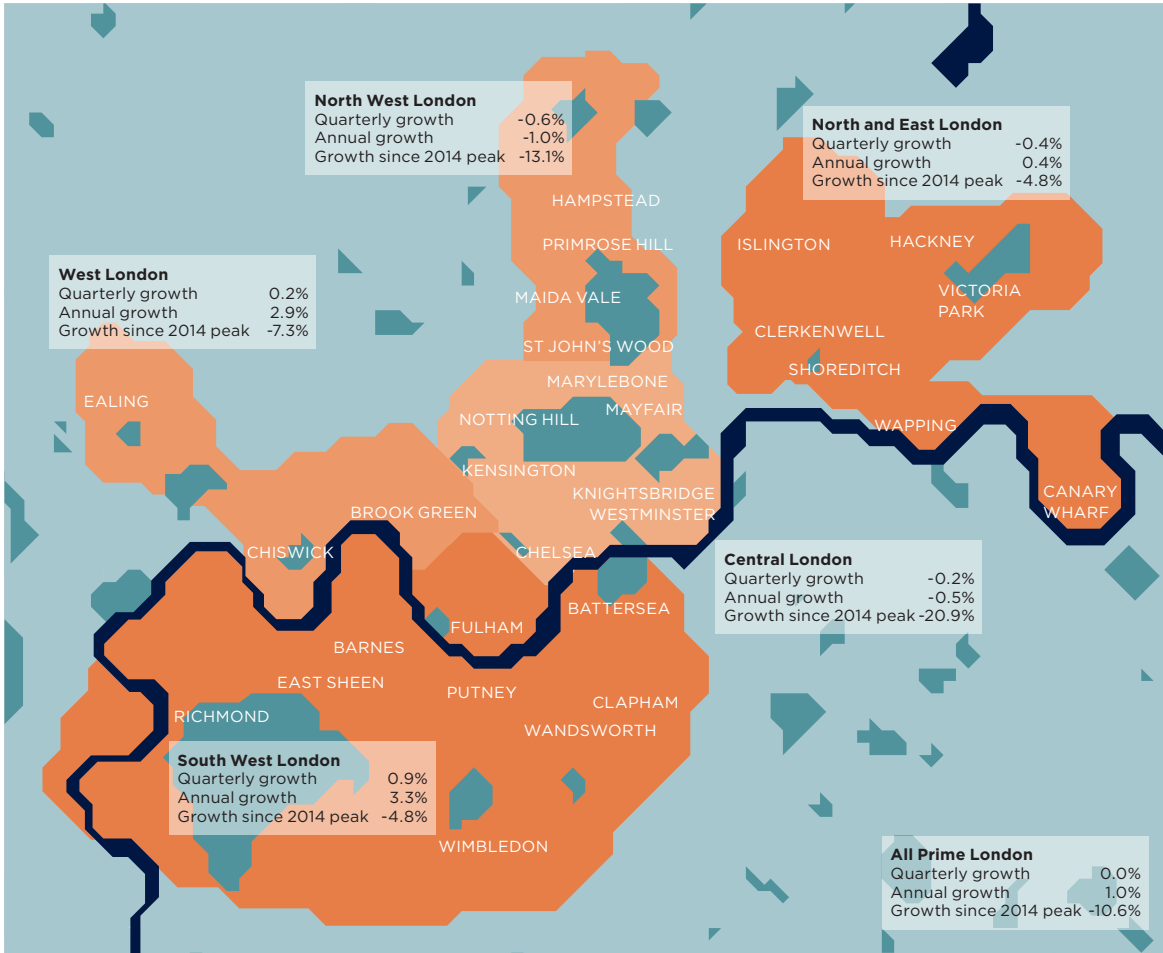 North West London
Quarterly growth -0.6%
Annual growth -1.0%
Growth since 2014 peak -13.1%
North and East London
Quarterly growth -0.4%
Annual growth 0.4%
Growth since 2014 peak -4.8%
HAMPSTEAD
PRIMROSE HILL
ISLINGTON
HACKNEY
West London
Quarterly growth 0.2%
Annual growth 2.9%
Growth since 2014 peak -7.3%
MAIDA VALE
VICTORIA
PARK
CLERKENWELL
ST JOHN'S WOOD
SHOREDITCH
MARYLEBONE
EALING
NOTTING HILL
MAYFAIR
WAPPING
KENSINGTON
KNIGHTSBRIDGE
WESTMINSTER
CANARY
WHARF
BROOK GREEN
CHISWICK
CHELSEA
Central London
Quarterly growth -0.2%
Annual growth -0.5%
Growth since 2014 peak -20.9%
BATTERSEA
FULHAM
BARNES
EAST SHEEN
PUTNEY
CLAPHAM
RICHMOND
WANDSWORTH
South West London
Quarterly growth 0.9%
Annual growth 3.3%
Growth since 2014 peak -4.8%
WIMBLEDON
All Prime London
Quarterly growth 0.0%
Annual growth 1.0%
Growth since 2014 peak -10.6%